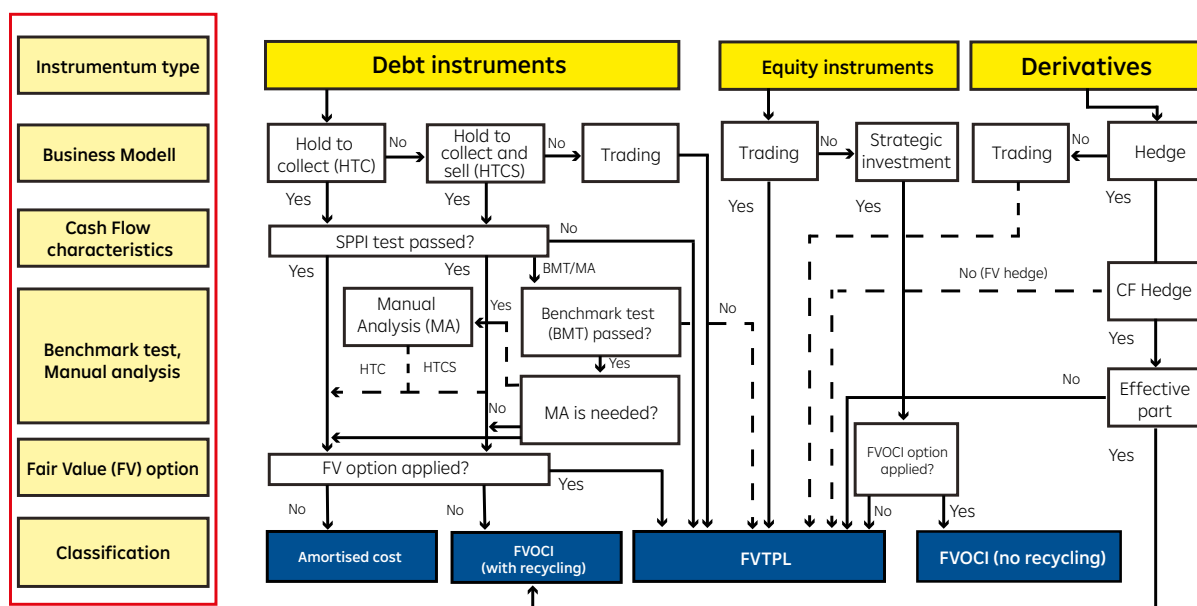 Instrumentum type
Business Modell
Cash Flow
characteristics
Benchmark test,
Manual analysis
Fair Value (FV) option
Classification
Debt instruments
Equity instruments
Derivatives
Hold to
collect (HTC)
No
Hold to
collect and
sell (HTCS)
No
Trading
Trading
No
Strategic
investment
Trading
No
Hedge
Yes
Yes
Yes
Yes
Yes
SPPI test passed?
No
Yes
Yes
BMT/MA
No (FV hedge)
CF Hedge
Manual
Analysis (MA)
Yes
Benchmark test
(BMT) passed?
No
Yes
HTC
HTCS
Yes
No
Effective
part
MA is needed?
No
Yes
FV option applied?
Yes
FVOCI option
applied?
No
No
No
Yes
Amortised cost
FVOCI
(with recycling)
FVTPL
FVOCI (no recycling)